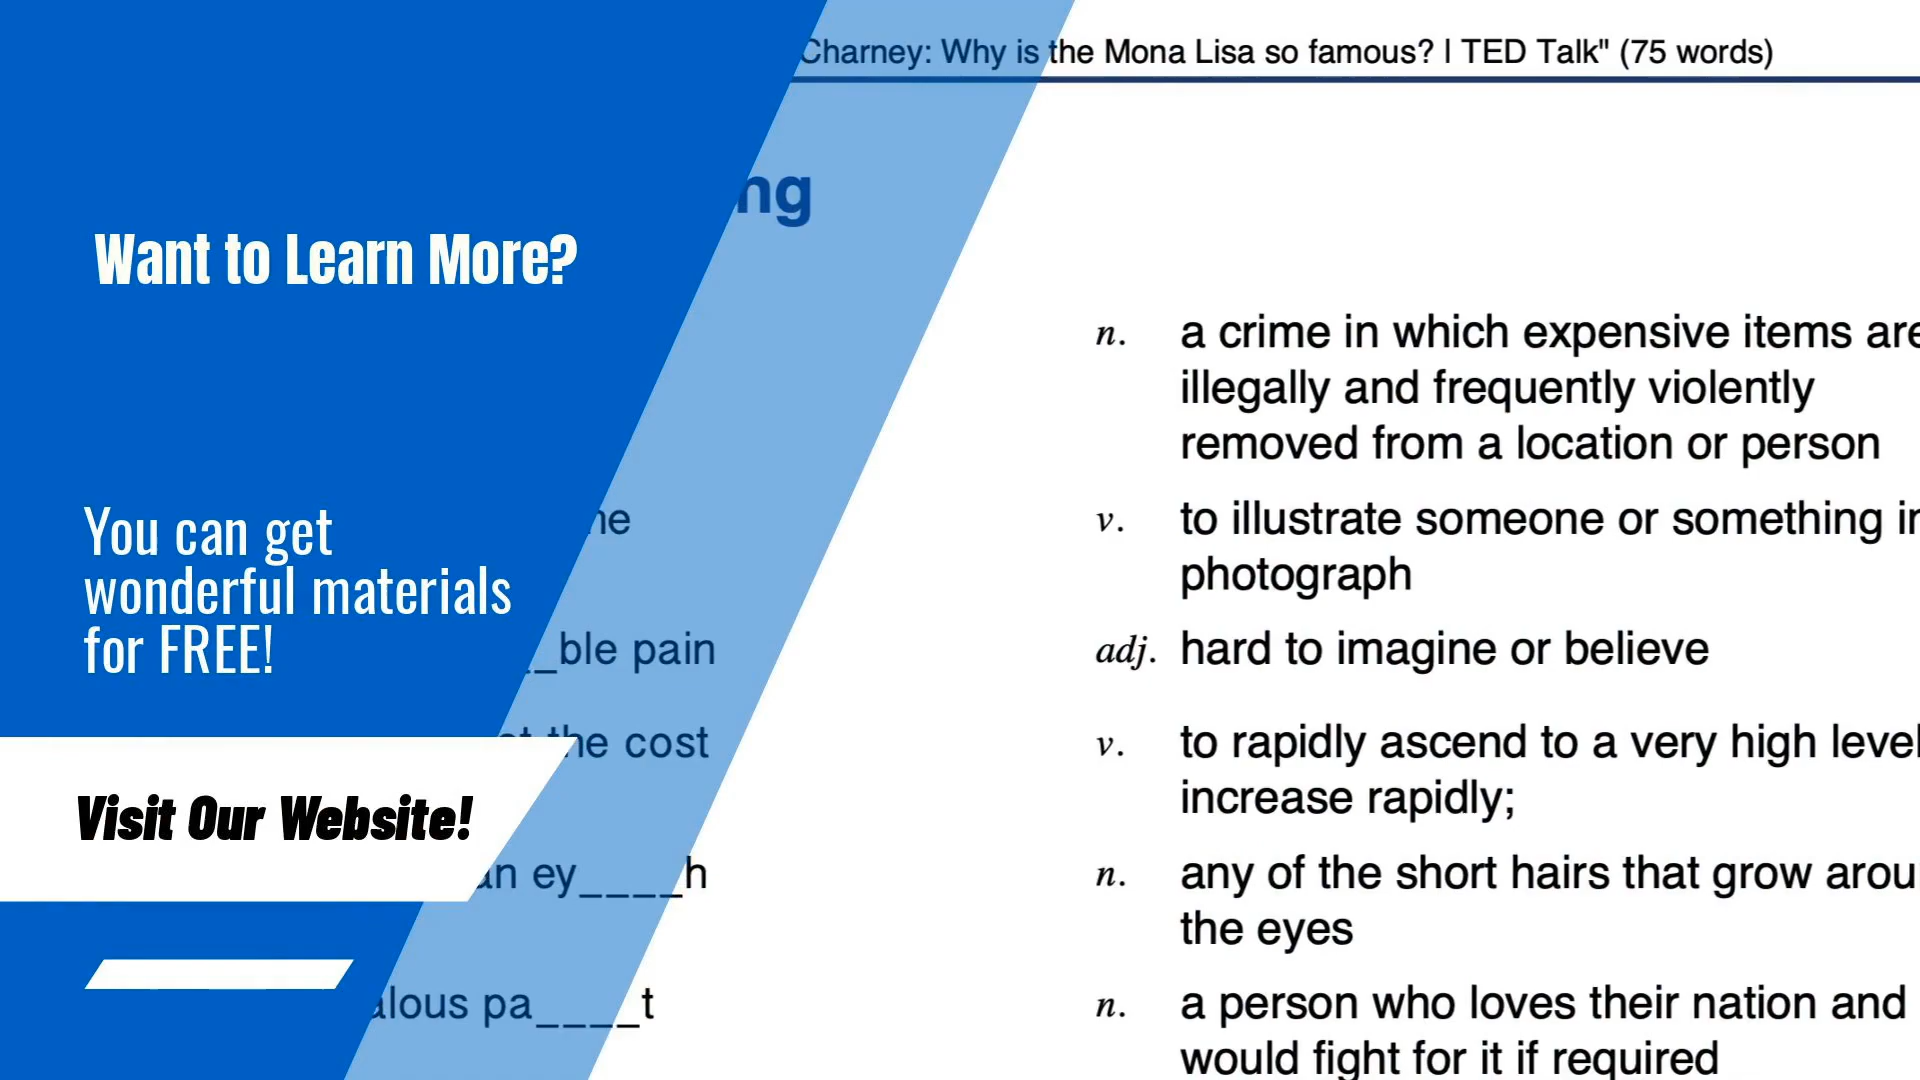 Charney: Why is the Mona Lisa so famous? | TED Talk" (75 words)
ng
Want to Learn More?
You can get
wonderful materials
for FREE!
Visit Our Website!
n. a crime in which expensive items are
illegally and frequently violently
removed from a location or person
v. to illustrate someone or something in
photograph
ble pain
adj. hard to imagine or believe
the cost
v. to rapidly ascend to a very high level
increase rapidly;
an ey____h
n. any of the short hairs that grow arou
the eyes
alous pa____t
n. a person who loves their nation and
would fight for it if required